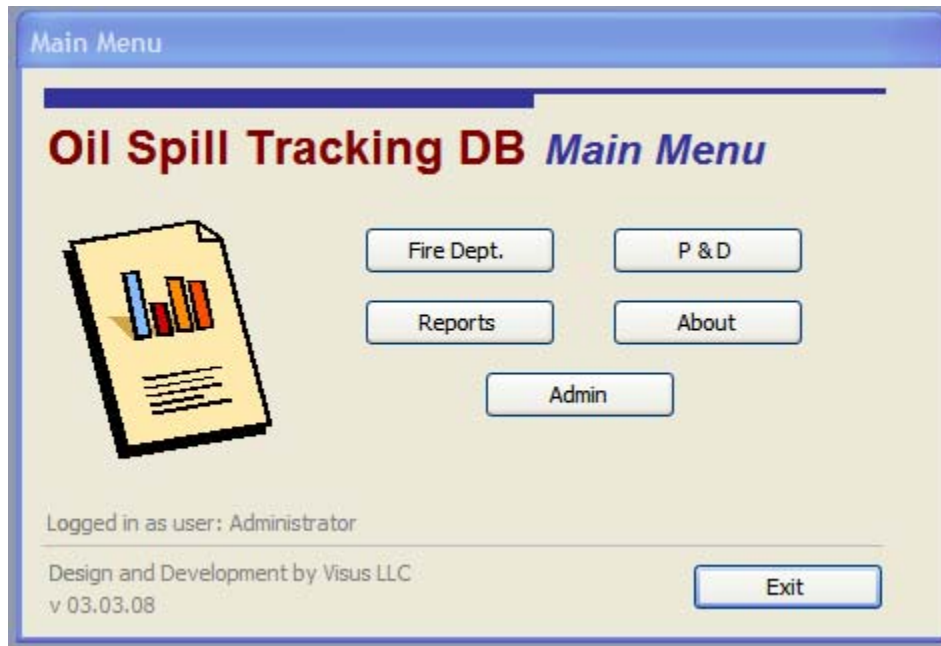 Main Menu
Oil Spill Tracking DB Main Menu
Fire Dept. P & D
Reports About
Admin
Logged in as user: Administrator
Design and Development by Visus LLC
v 03.03.08
Exit